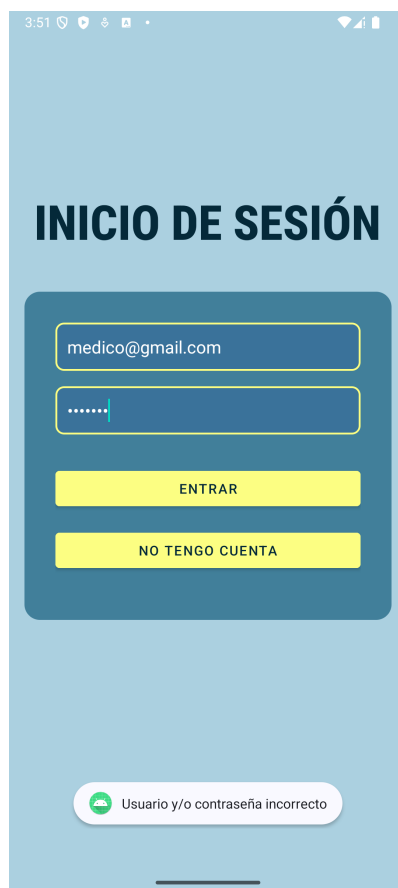 3:51
INICIO DE SESIÓN
medico@gmail.com
•••••••
ENTRAR
NO TENGO CUENTA
Usuario y/o contraseña incorrecto